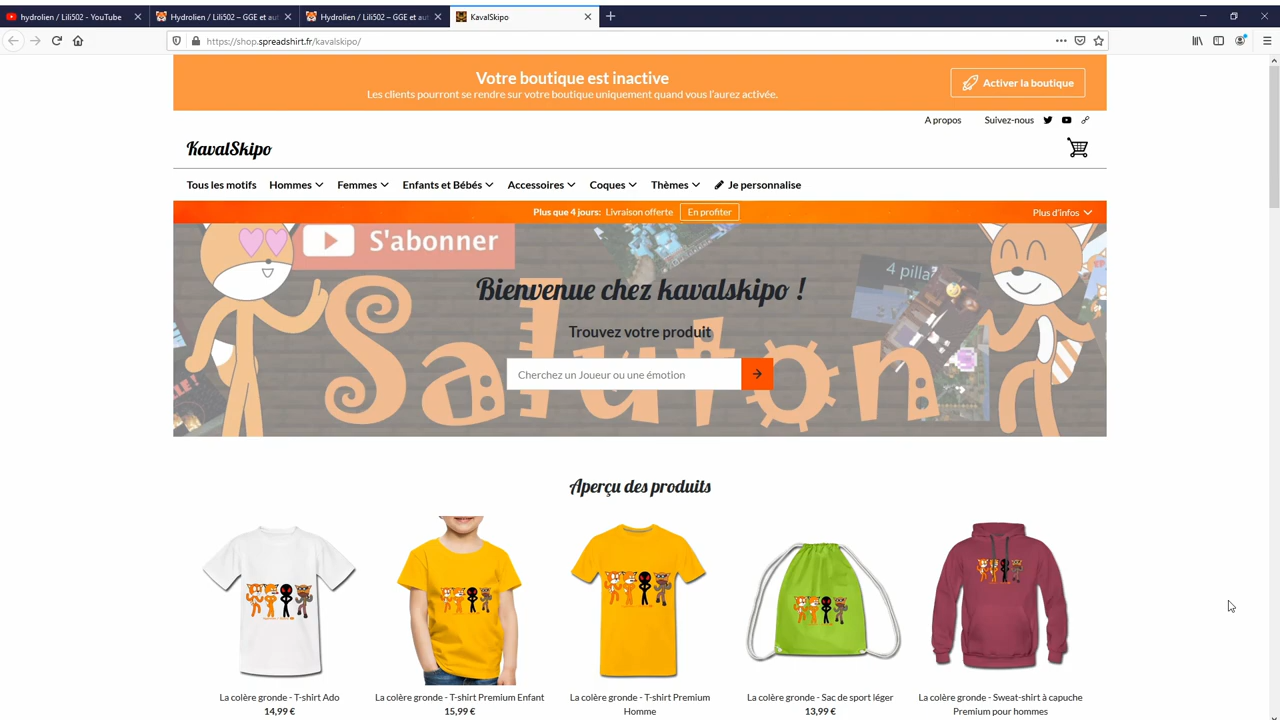 hydrolien / Lili502 - YouTube
Hydrolien / Lili502 – GGE et aut
Hydrolien / Lili502 – GGE et aut
KavalSkipo
https://shop.spreadshirt.fr/kavalskipo/
Votre boutique est inactive
Les clients pourront se rendre sur votre boutique uniquement quand vous l'aurez activée.
Activer la boutique
A propos
Suivez-nous
KavalSkipo
Tous les motifs
Hommes
Femmes
Enfants et Bébés
Accessoires
Coques
Thèmes
Je personnalise
Plus que 4 jours: Livraison offerte
En profiter
Plus d'infos
S'abonner
4 pilla
Bienvenue chez kavalskipo !
Saluton
Trouvez votre produit
Cherchez un Joueur ou une émotion
Aperçu des produits
La colère gronde - T-shirt Ado
14,99 €
La colère gronde - T-shirt Premium Enfant
15,99 €
La colère gronde - T-shirt Premium
Homme
La colère gronde - Sac de sport léger
13,99 €
La colère gronde - Sweat-shirt à capuche
Premium pour hommes